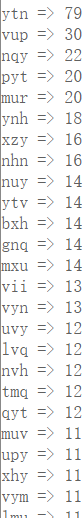 ytn => 79
vup => 30
nqy => 22
pyt => 20
mur => 20
ynh => 18
xzy => 16
nhn => 16
nuy => 14
ytv => 14
bxh => 14
gnq => 14
mxu => 14
vii => 13
vyn => 13
uvy => 12
lvq => 12
nvh => 12
tmq => 12
qyt => 12
muv => 11
upy => 11
xhy => 11
vym => 11